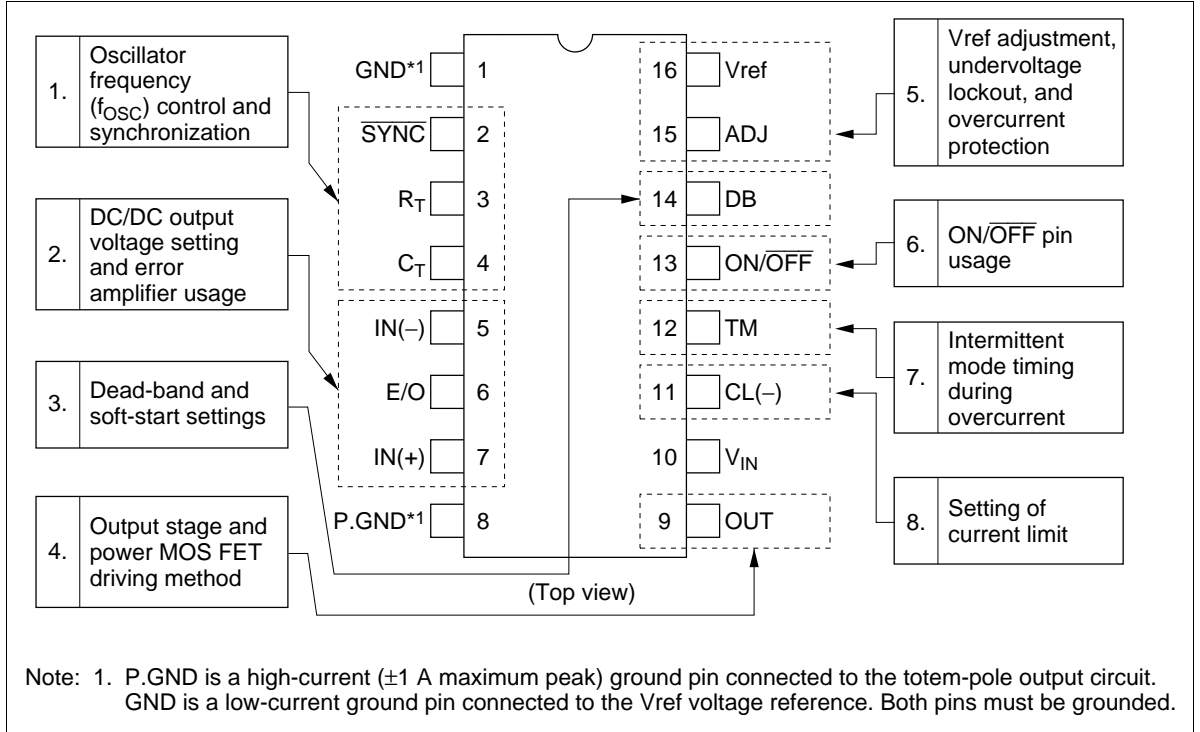 1.
Oscillator
frequency
(fOSC) control and
synchronization
2.
DC/DC output
voltage setting
and error
amplifier usage
3.
Dead-band and
soft-start settings
4.
Output stage and
power MOS FET
driving method
GND*1 1
SYNC 2
RT 3
CT 4
IN(−) 5
E/O 6
IN(+) 7
P.GND*1 8
16 Vref
15 ADJ
14 DB
13 ON/OFF
12 TM
11 CL(−)
10 VIN
9 OUT
(Top view)
5.
Vref adjustment,
undervoltage
lockout, and
overcurrent
protection
6.
ON/OFF pin
usage
7.
Intermittent
mode timing
during
overcurrent
8.
Setting of
current limit
Note: 1. P.GND is a high-current (±1 A maximum peak) ground pin connected to the totem-pole output circuit.
GND is a low-current ground pin connected to the Vref voltage reference. Both pins must be grounded.